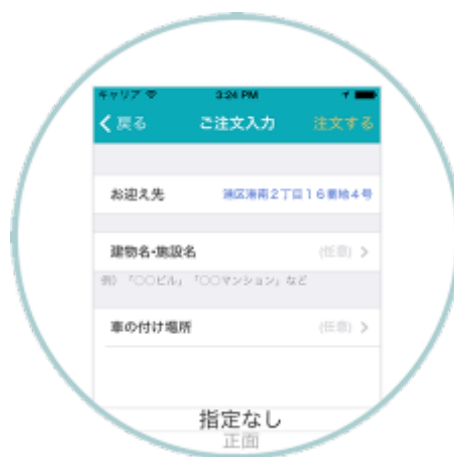 キャリア 3:24 PM
戻る ご注文入力 注文する
お迎え先 港区港南2丁目16番地4号
建物名・施設名 (任意)
例)「○○ビル」「○○マンション」など
車の付け場所 (任意)
指定なし
正面